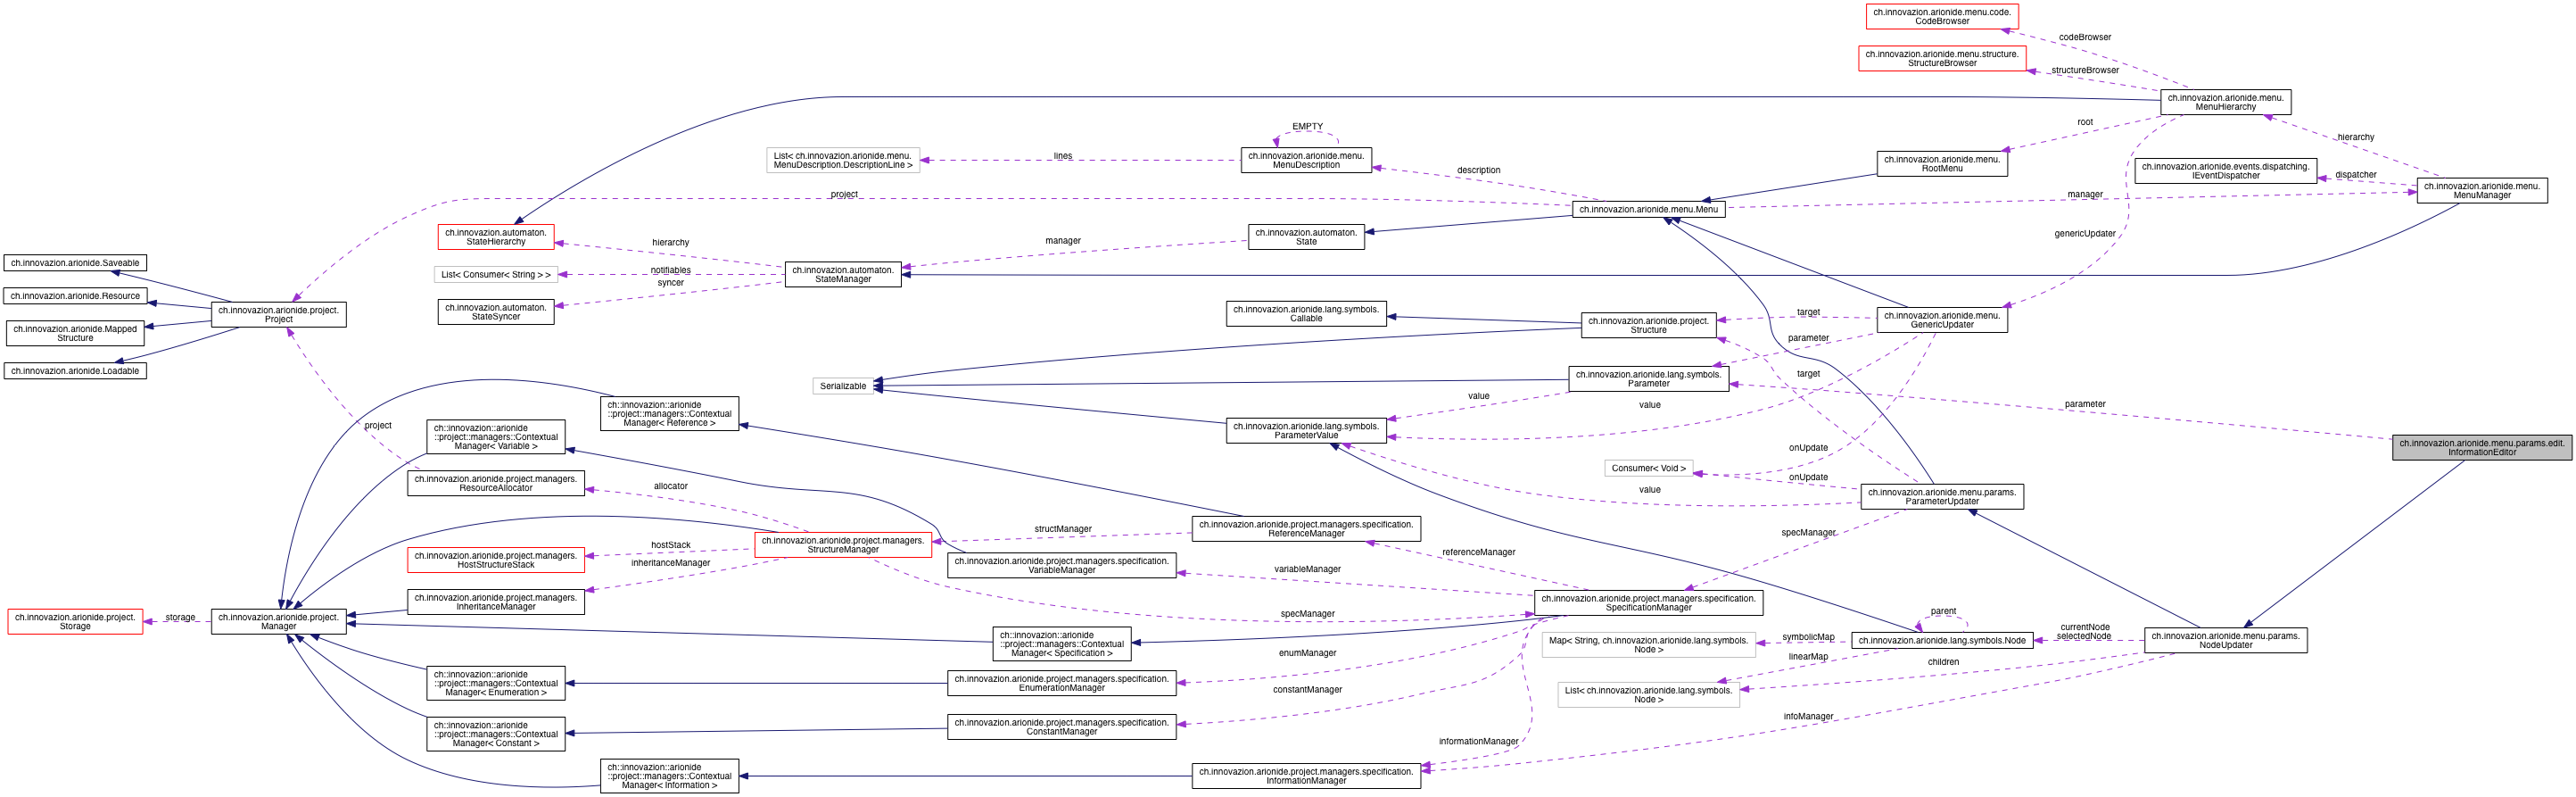 ch.innovazion.arionide.menu.code.
CodeBrowser
codeBrowser
ch.innovazion.arionide.menu.structure.
StructureBrowser
structureBrowser
ch.innovazion.arionide.menu.
MenuHierarchy
root
hierarchy
EMPTY
List< ch.innovazion.arionide.menu.
MenuDescription.DescriptionLine >
lines
ch.innovazion.arionide.menu.
MenuDescription
description
ch.innovazion.arionide.menu.
RootMenu
ch.innovazion.arionide.events.dispatching.
IEventDispatcher
dispatcher
ch.innovazion.arionide.menu.
MenuManager
project
manager
ch.innovazion.arionide.menu.Menu
genericUpdater
ch.innovazion.automaton.
StateHierarchy
hierarchy
manager
ch.innovazion.automaton.
State
List< Consumer< String > >
notifiables
syncer
ch.innovazion.automaton.
StateManager
ch.innovazion.automaton.
StateSyncer
ch.innovazion.arionide.Saveable
ch.innovazion.arionide.Resource
ch.innovazion.arionide.Mapped
Structure
ch.innovazion.arionide.Loadable
ch.innovazion.arionide.project.
Project
ch.innovazion.arionide.lang.symbols.
Callable
ch.innovazion.arionide.project.
Structure
target
ch.innovazion.arionide.menu.
GenericUpdater
parameter
target
Serializable
ch.innovazion.arionide.lang.symbols.
Parameter
value
value
parameter
ch.innovazion.arionide.lang.symbols.
ParameterValue
ch::innovazion::arionide
::project::managers::Contextual
Manager< Reference >
ch::innovazion::arionide
::project::managers::Contextual
Manager< Variable >
project
ch.innovazion.arionide.menu.params.edit.
InformationEditor
onUpdate
Consumer< Void >
onUpdate
value
ch.innovazion.arionide.menu.params.
ParameterUpdater
ch.innovazion.arionide.project.managers.
ResourceAllocator
allocator
specManager
ch.innovazion.arionide.project.managers.
StructureManager
structManager
ch.innovazion.arionide.project.managers.specification.
ReferenceManager
referenceManager
hostStack
ch.innovazion.arionide.project.managers.
HostStructureStack
inheritanceManager
ch.innovazion.arionide.project.managers.specification.
VariableManager
variableManager
ch.innovazion.arionide.project.managers.
InheritanceManager
ch.innovazion.arionide.project.managers.specification.
SpecificationManager
specManager
ch.innovazion.arionide.project.
Storage
storage
ch.innovazion.arionide.project.
Manager
parent
ch::innovazion::arionide
::project::managers::Contextual
Manager< Specification >
Map< String, ch.innovazion.arionide.lang.symbols.
Node >
symbolicMap
ch.innovazion.arionide.lang.symbols.Node
currentNode
selectedNode
ch.innovazion.arionide.menu.params.
NodeUpdater
enumManager
linearMap
children
ch::innovazion::arionide
::project::managers::Contextual
Manager< Enumeration >
ch.innovazion.arionide.project.managers.specification.
EnumerationManager
constantManager
List< ch.innovazion.arionide.lang.symbols.
Node >
infoManager
ch::innovazion::arionide
::project::managers::Contextual
Manager< Constant >
ch.innovazion.arionide.project.managers.specification.
ConstantManager
informationManager
ch::innovazion::arionide
::project::managers::Contextual
Manager< Information >
ch.innovazion.arionide.project.managers.specification.
InformationManager